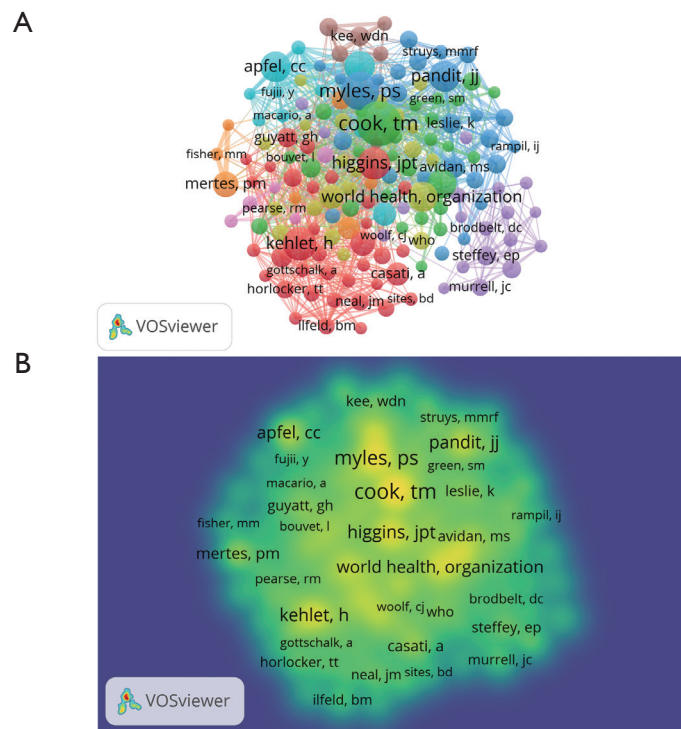 A
kee, wdn
struys, mmrf
apfel, cc
pandit, jj
fujii, y
myles, ps
green, sm
macario, a
cook, tm
leslie, k
guyatt, gh
rampil, ij
fisher, mm
bouvet, l
higgins, jpt
avidan, ms
mertes, pm
pearse, rm
world health, organization
brodbelt, dc
kehlet, h
woolf, cj
who
steffey, ep
gottschalk, a
casati, a
murrell, jc
horlocker, tt
neal, jm
sites, bd
ilfeld, bm
VOSviewer
B
kee, wdn
struys, mmrf
apfel, cc
pandit, jj
fujii, y
myles, ps
green, sm
macario, a
cook, tm
leslie, k
guyatt, gh
rampil, ij
fisher, mm
bouvet, l
higgins, jpt
avidan, ms
mertes, pm
world health, organization
pearse, rm
brodbelt, dc
kehlet, h
woolf, cj
who
steffey, ep
gottschalk, a
casati, a
horlocker, tt
murrell, jc
neal, jm
sites, bd
ilfeld, bm
VOSviewer